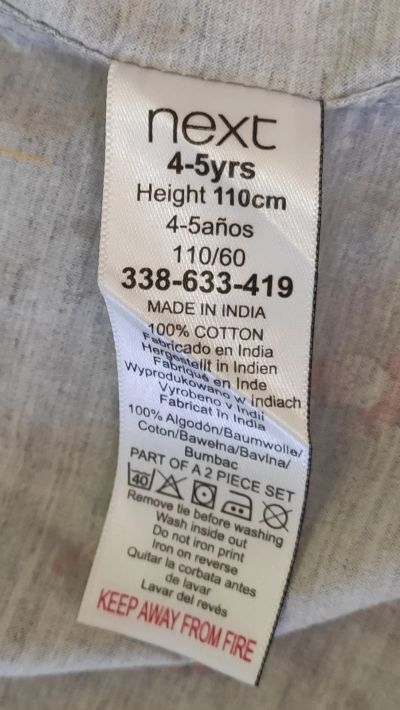 next
4-5yrs
Height 110cm
4-5años
110/60
338-633-419
MADE IN INDIA
100% COTTON
Fabricado en India
Hergestellt in Indien
Fabriqué en Inde
Wyprodukowano w Indiach
Vyrobeno v Indii
Fabricat în India
100% Algodón/Baumwolle/
Coton/Bawełna/Bavlna/
Bumbac
PART OF A 2 PIECE SET
40
Remove tie before washing
Wash inside out
Do not iron print
Iron on reverse
Quitar la corbata antes
de lavar
Lavar del revés
KEEP AWAY FROM FIRE